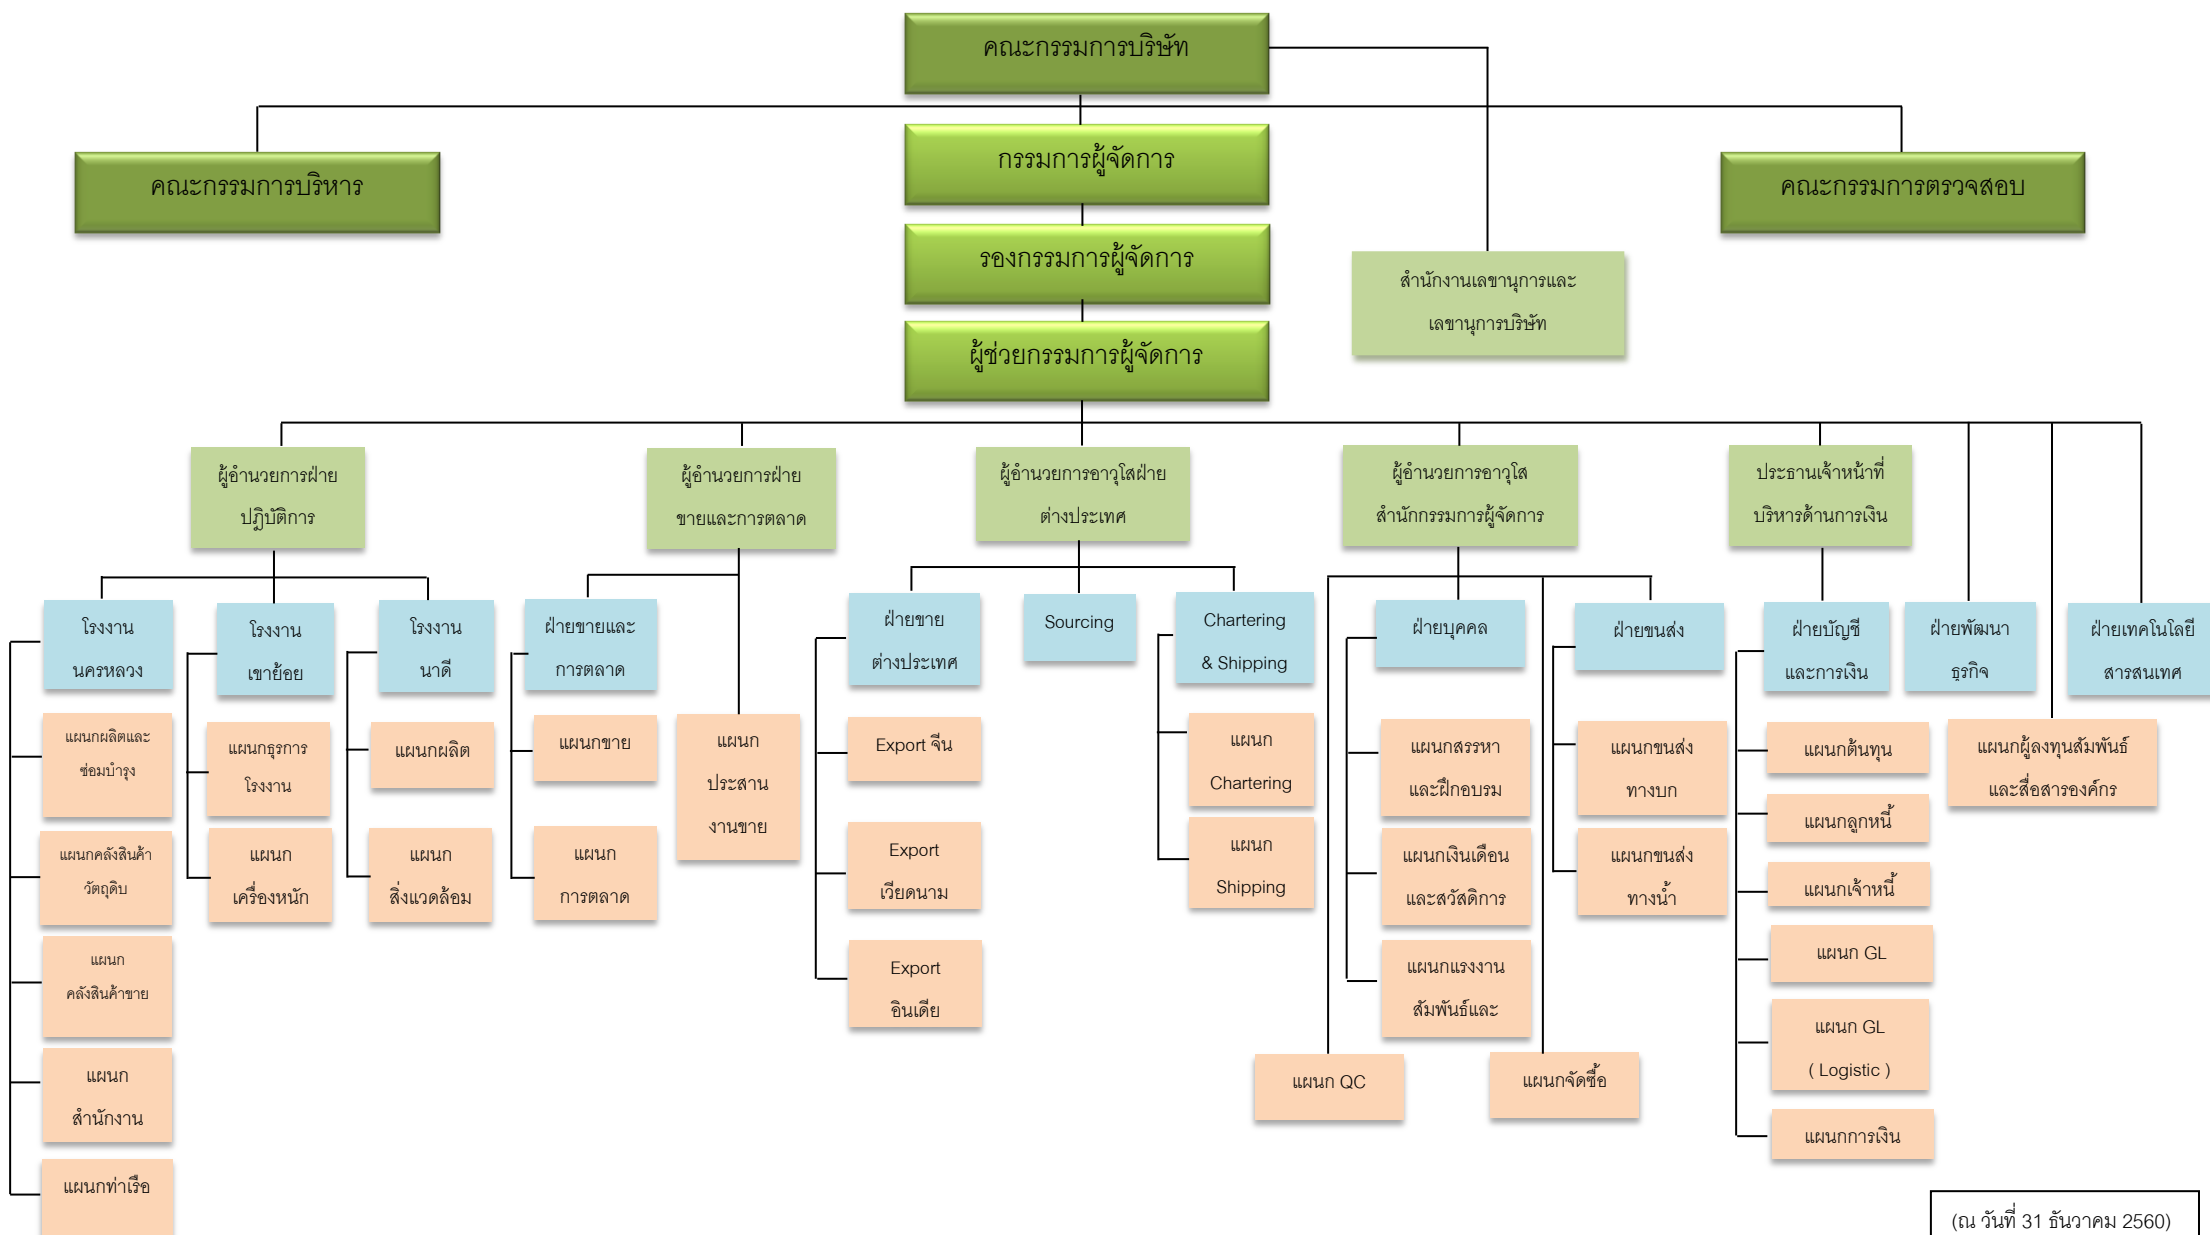 คณะกรรมการบริษัท
กรรมการผู้จัดการ
คณะกรรมการบริหาร
คณะกรรมการตรวจสอบ
รองกรรมการผู้จัดการ
สำนักงานเลขานุการและ
เลขานุการบริษัท
ผู้ช่วยกรรมการผู้จัดการ
ผู้อำนวยการฝ่าย
ปฏิบัติการ
ผู้อำนวยการฝ่าย
ขายและการตลาด
ผู้อำนวยการอาวุโสฝ่าย
ต่างประเทศ
ผู้อำนวยการอาวุโส
สำนักกรรมการผู้จัดการ
ประธานเจ้าหน้าที่
บริหารด้านการเงิน
โรงงาน
นครหลวง
โรงงาน
เขาย้อย
โรงงาน
นาดี
ฝ่ายขายและ
การตลาด
ฝ่ายขาย
ต่างประเทศ
Sourcing
Chartering
& Shipping
ฝ่ายบุคคล
ฝ่ายขนส่ง
ฝ่ายบัญชี
และการเงิน
ฝ่ายพัฒนา
ธุรกิจ
ฝ่ายเทคโนโลยี
สารสนเทศ
แผนกผลิตและ
ซ่อมบำรุง
แผนกคลังสินค้า
วัตถุดิบ
แผนก
คลังสินค้าขาย
แผนก
สำนักงาน
แผนกท่าเรือ
แผนกธุรการ
โรงงาน
แผนก
เครื่องหนัก
แผนกผลิต
แผนก
สิ่งแวดล้อม
แผนกขาย
แผนก
การตลาด
แผนก
ประสาน
งานขาย
Export จีน
Export
เวียดนาม
Export
อินเดีย
แผนก
Chartering
แผนก
Shipping
แผนกสรรหา
และฝึกอบรม
แผนกเงินเดือน
และสวัสดิการ
แผนกแรงงาน
สัมพันธ์และ
แผนก QC
แผนกจัดซื้อ
แผนกขนส่ง
ทางบก
แผนกขนส่ง
ทางน้ำ
แผนกต้นทุน
แผนกลูกหนี้
แผนกเจ้าหนี้
แผนก GL
แผนก GL
( Logistic )
แผนกการเงิน
แผนกผู้ลงทุนสัมพันธ์
และสื่อสารองค์กร
(ณ วันที่ 31 ธันวาคม 2560)